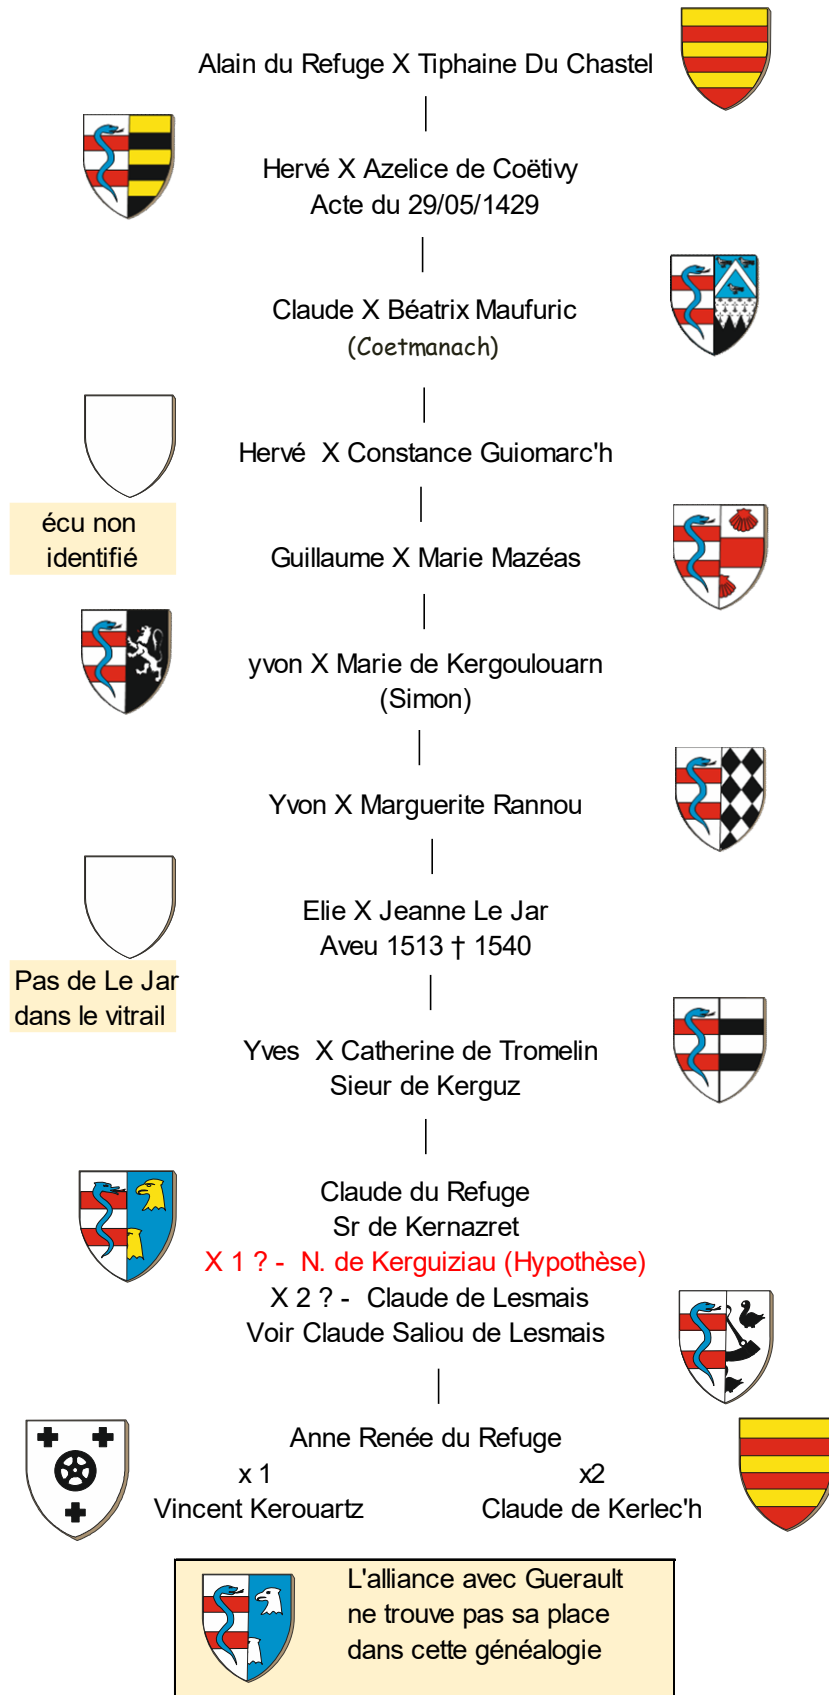 Alain du Refuge X Tiphaine Du Chastel
Hervé X Azelice de Coëtivy
Acte du 29/05/1429
Claude X Béatrix Maufuric
(Coetmanach)
Hervé X Constance Guiomarc'h
écu non
identifié
Guillaume X Marie Mazéas
yvon X Marie de Kergoulouarn
(Simon)
Yvon X Marguerite Rannou
Elie X Jeanne Le Jar
Aveu 1513 † 1540
Pas de Le Jar
dans le vitrail
Yves X Catherine de Tromelin
Sieur de Kerguz
Claude du Refuge
Sr de Kernazret
X 1 ? - N. de Kerguiziau (Hypothèse)
X 2 ? - Claude de Lesmais
Voir Claude Saliou de Lesmais
Anne Renée du Refuge
x 1 x2
Vincent Kerouartz Claude de Kerlec'h
L'alliance avec Guerault
ne trouve pas sa place
dans cette généalogie